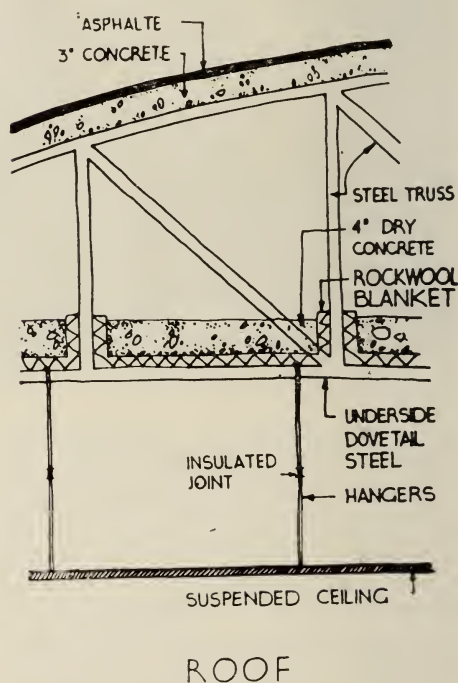 ASPHALTE
3" CONCRETE
STEEL TRUSS
4" DRY
CONCRETE
ROCKWOOL
BLANKET
UNDERSIDE
DOVETAIL
STEEL
INSULATED
JOINT
HANGERS
SUSPENDED CEILING
ROOF